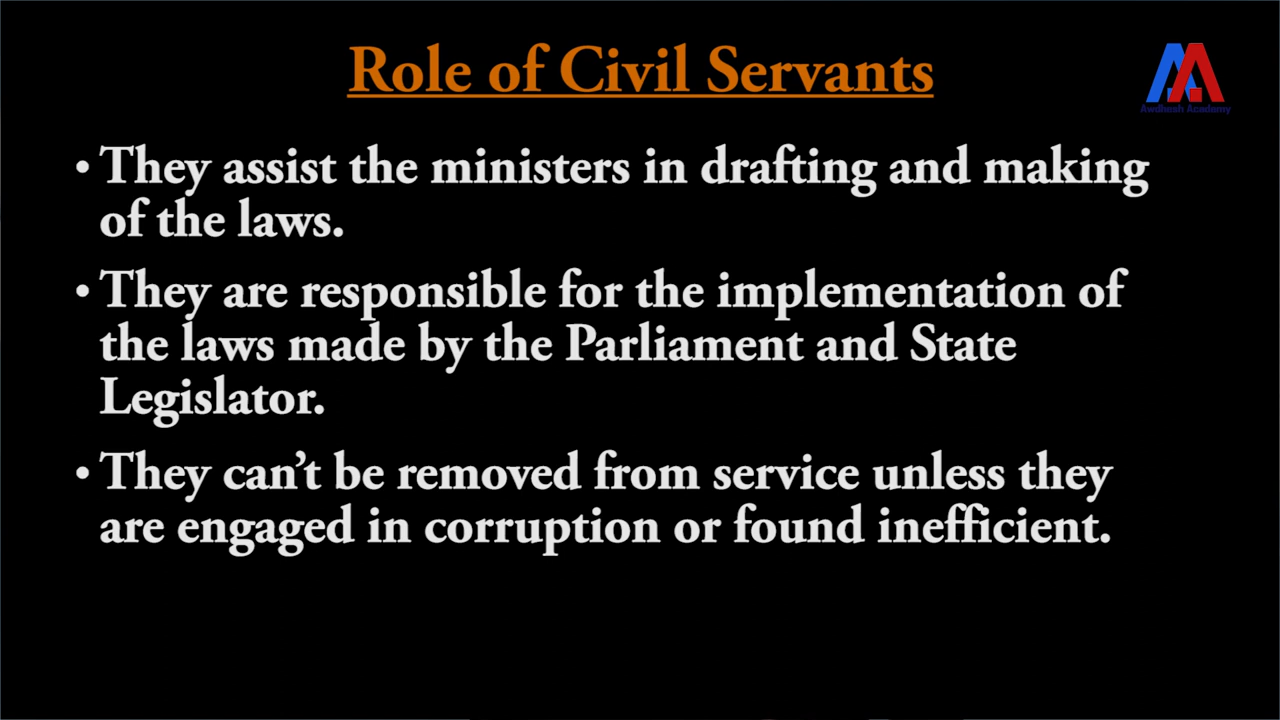 Role of Civil Servants
Awdhesh Academy
• They assist the ministers in drafting and making
of the laws.
• They are responsible for the implementation of
the laws made by the Parliament and State
Legislator.
• They can’t be removed from service unless they
are engaged in corruption or found inefficient.